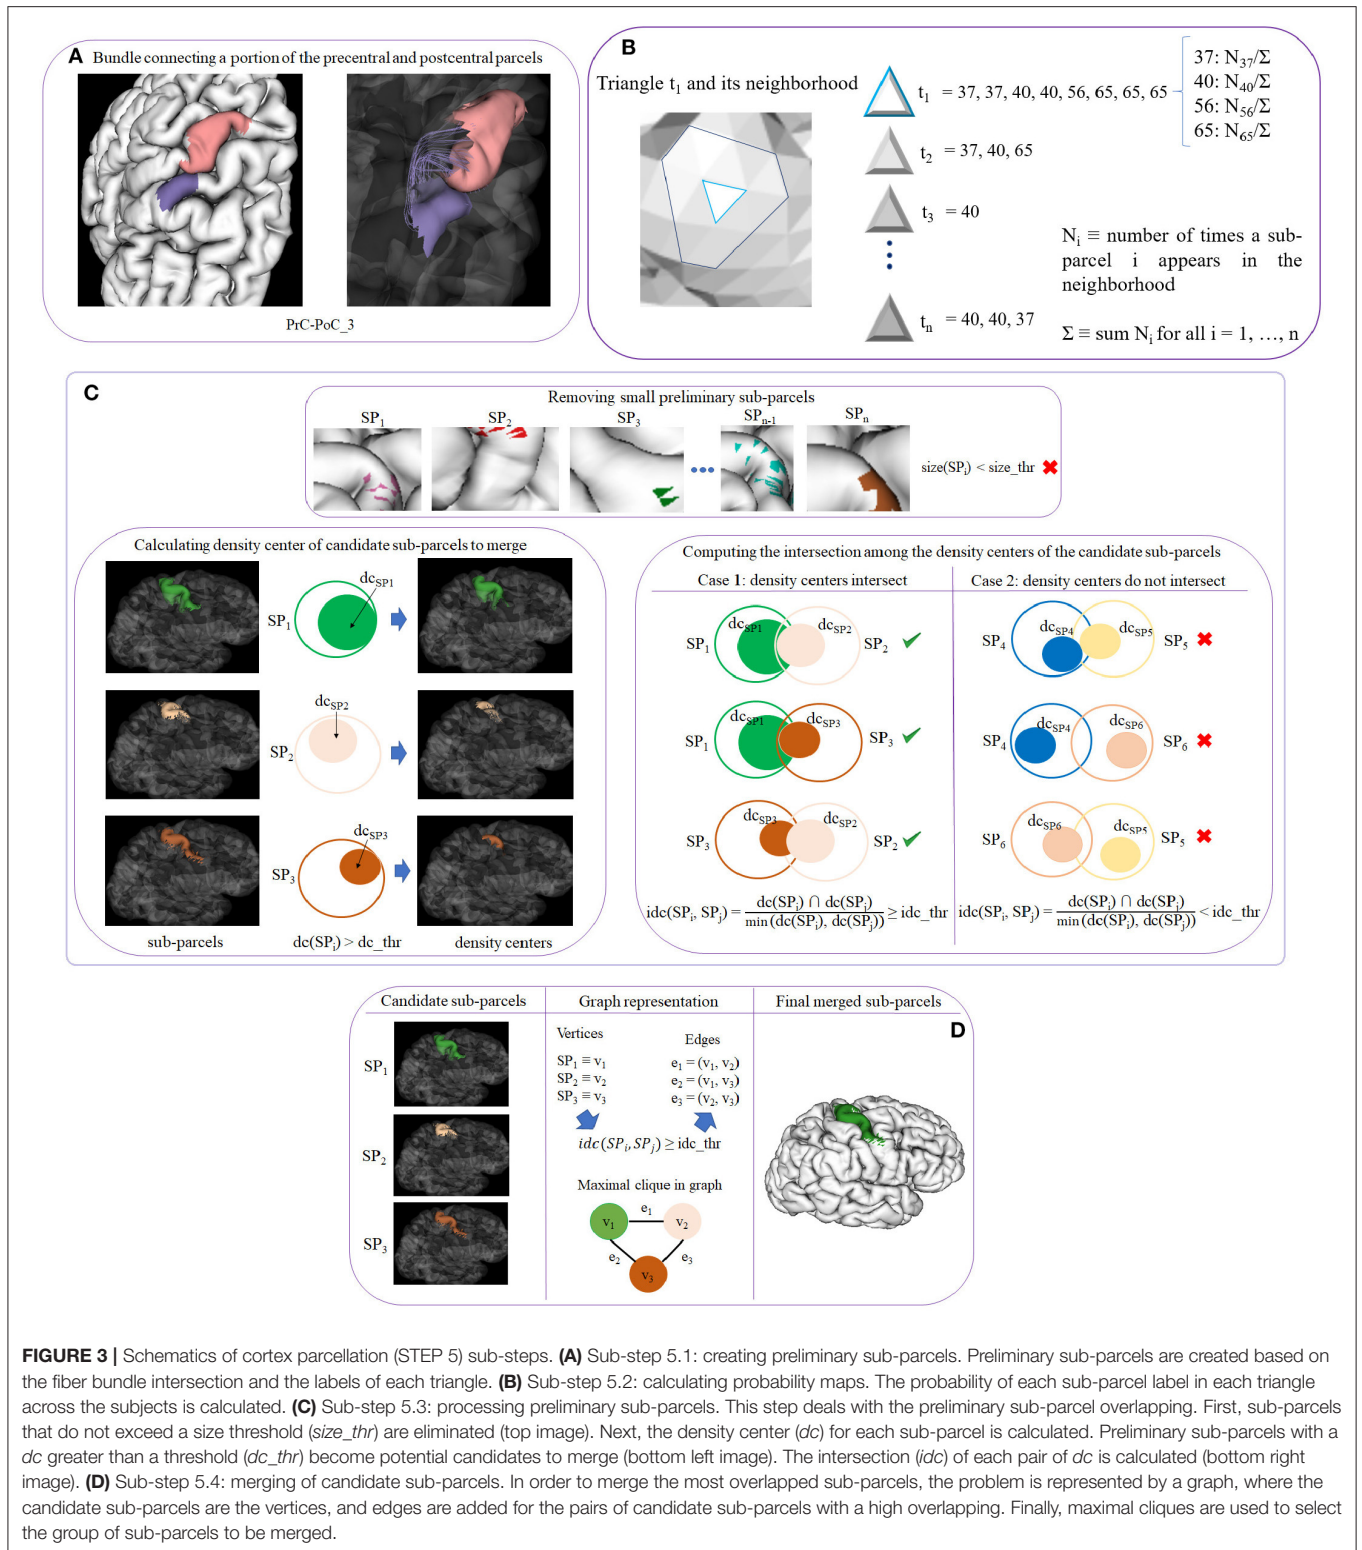 A Bundle connecting a portion of the precentral and postcentral parcels
PrC-PoC_3
B
Triangle t1 and its neighborhood
t1 = 37, 37, 40, 40, 56, 65, 65, 65
37: N37/Σ
40: N40/Σ
56: N56/Σ
65: N65/Σ
t2 = 37, 40, 65
t3 = 40
tn = 40, 40, 37
Ni ≡ number of times a sub-
parcel i appears in the
neighborhood
Σ ≡ sum Ni for all i = 1, …, n
C
Removing small preliminary sub-parcels
SP1 SP2 SP3 SPn-1 SPn
size(SPi) < size_thr
Calculating density center of candidate sub-parcels to merge
dcSP1
SP1
dcSP2
SP2
dcSP3
SP3
sub-parcels dc(SPi) > dc_thr density centers
Computing the intersection among the density centers of the candidate sub-parcels
Case 1: density centers intersect
SP1 dcSP1 dcSP2 SP2
SP1 dcSP1 dcSP3 SP3
SP3 dcSP3 dcSP2 SP2
idc(SPi, SPj) = dc(SPi) ∩ dc(SPj) / min(dc(SPi), dc(SPj)) ≥ idc_thr
Case 2: density centers do not intersect
SP4 dcSP4 dcSP5 SP5
SP4 dcSP4 dcSP6 SP6
SP6 dcSP6 dcSP5 SP5
idc(SPi, SPj) = dc(SPi) ∩ dc(SPj) / min(dc(SPi), dc(SPj)) < idc_thr
D
Candidate sub-parcels
SP1
SP2
SP3
Graph representation
Vertices
SP1 ≡ v1
SP2 ≡ v2
SP3 ≡ v3
Edges
e1 = (v1, v2)
e2 = (v1, v3)
e3 = (v2, v3)
idc(SPi, SPj) ≥ idc_thr
Maximal clique in graph
v1 e1 v2
e2 e3
v3
Final merged sub-parcels
FIGURE 3 | Schematics of cortex parcellation (STEP 5) sub-steps. (A) Sub-step 5.1: creating preliminary sub-parcels. Preliminary sub-parcels are created based on
the fiber bundle intersection and the labels of each triangle. (B) Sub-step 5.2: calculating probability maps. The probability of each sub-parcel label in each triangle
across the subjects is calculated. (C) Sub-step 5.3: processing preliminary sub-parcels. This step deals with the preliminary sub-parcel overlapping. First, sub-parcels
that do not exceed a size threshold (size_thr) are eliminated (top image). Next, the density center (dc) for each sub-parcel is calculated. Preliminary sub-parcels with a
dc greater than a threshold (dc_thr) become potential candidates to merge (bottom left image). The intersection (idc) of each pair of dc is calculated (bottom right
image). (D) Sub-step 5.4: merging of candidate sub-parcels. In order to merge the most overlapped sub-parcels, the problem is represented by a graph, where the
candidate sub-parcels are the vertices, and edges are added for the pairs of candidate sub-parcels with a high overlapping. Finally, maximal cliques are used to select
the group of sub-parcels to be merged.